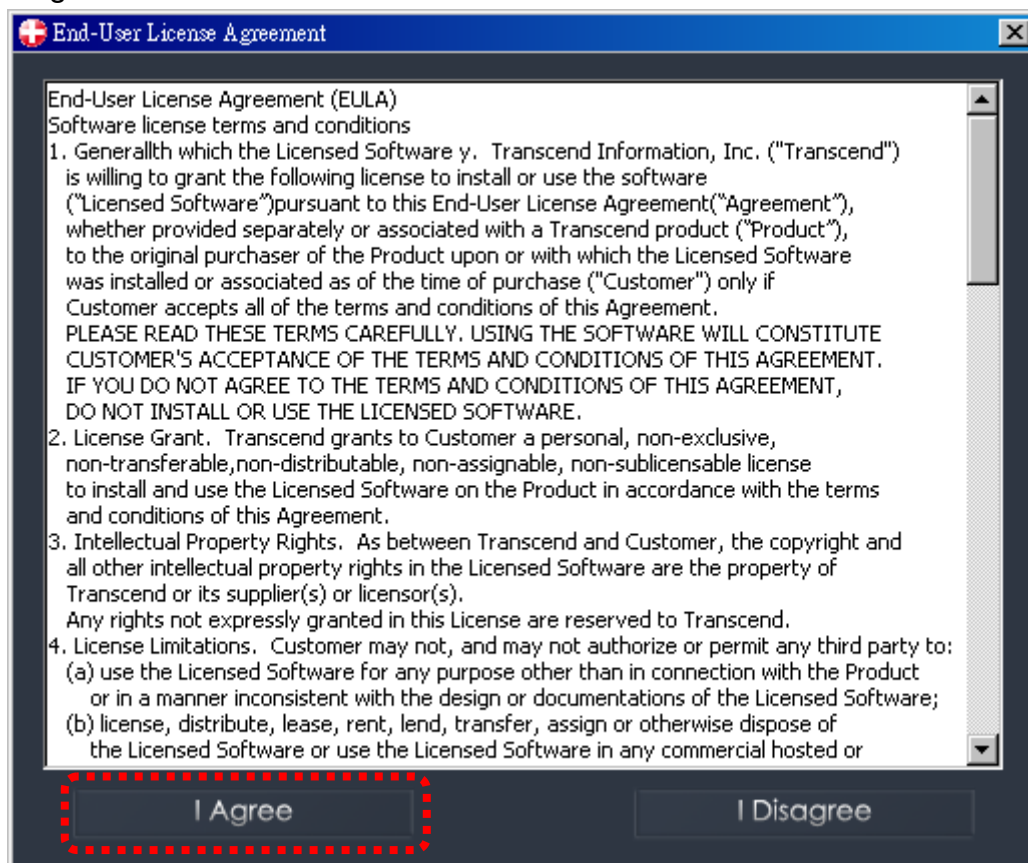 End-User License Agreement
End-User License Agreement (EULA)
Software license terms and conditions
1. Generallth which the Licensed Software y.  Transcend Information, Inc. ("Transcend")
is willing to grant the following license to install or use the software
("Licensed Software")pursuant to this End-User License Agreement("Agreement"),
whether provided separately or associated with a Transcend product ("Product"),
to the original purchaser of the Product upon or with which the Licensed Software
was installed or associated as of the time of purchase ("Customer") only if
Customer accepts all of the terms and conditions of this Agreement.
PLEASE READ THESE TERMS CAREFULLY. USING THE SOFTWARE WILL CONSTITUTE
CUSTOMER'S ACCEPTANCE OF THE TERMS AND CONDITIONS OF THIS AGREEMENT.
IF YOU DO NOT AGREE TO THE TERMS AND CONDITIONS OF THIS AGREEMENT,
DO NOT INSTALL OR USE THE LICENSED SOFTWARE.
2. License Grant.  Transcend grants to Customer a personal, non-exclusive,
non-transferable,non-distributable, non-assignable, non-sublicensable license
to install and use the Licensed Software on the Product in accordance with the terms
and conditions of this Agreement.
3. Intellectual Property Rights.  As between Transcend and Customer, the copyright and
all other intellectual property rights in the Licensed Software are the property of
Transcend or its supplier(s) or licensor(s).
Any rights not expressly granted in this License are reserved to Transcend.
4. License Limitations.  Customer may not, and may not authorize or permit any third party to:
(a) use the Licensed Software for any purpose other than in connection with the Product
or in a manner inconsistent with the design or documentations of the Licensed Software;
(b) license, distribute, lease, rent, lend, transfer, assign or otherwise dispose of
the Licensed Software or use the Licensed Software in any commercial hosted or
I Agree
I Disagree